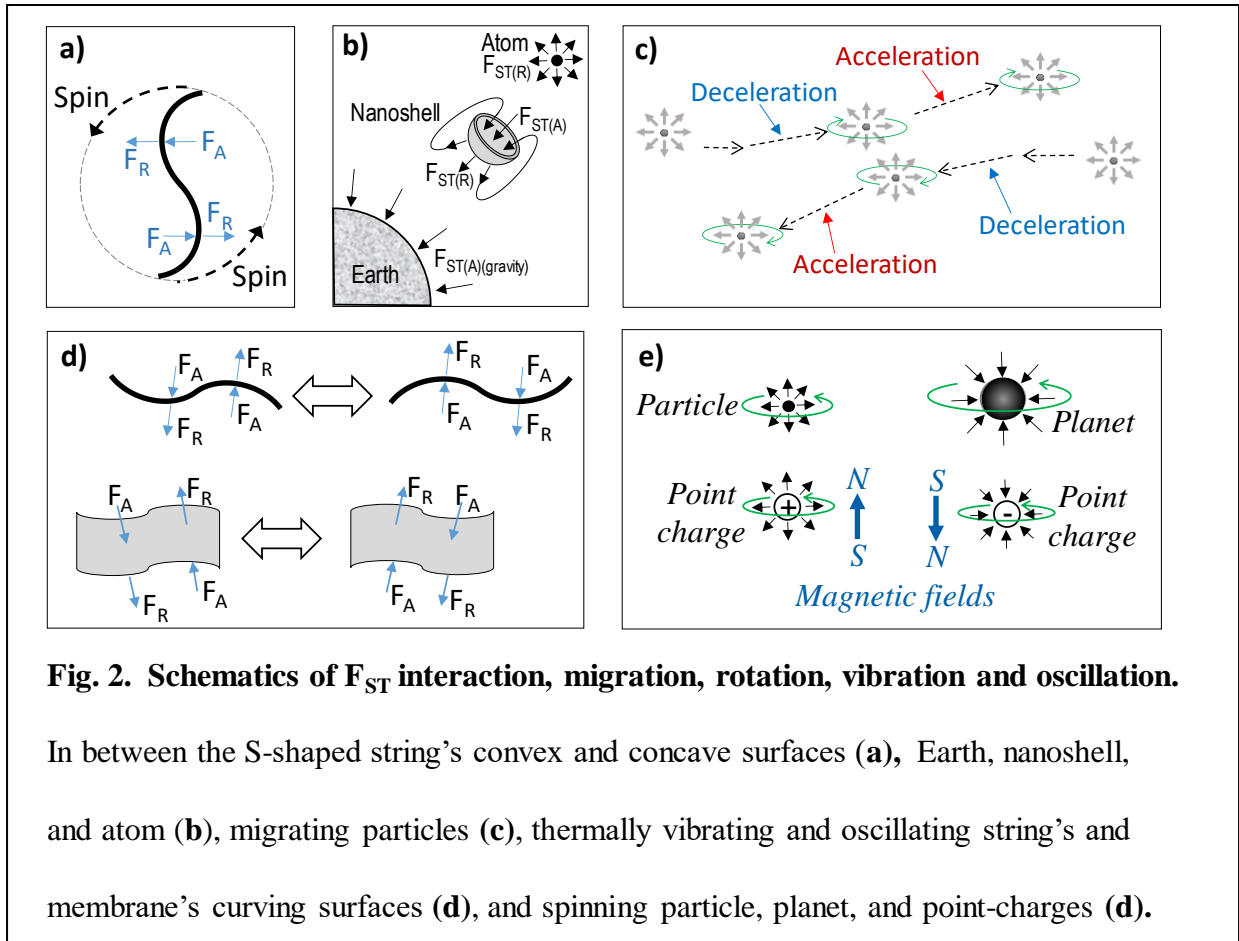 a)
Spin
F_R
F_A
F_A
F_R
Spin
b)
Atom
F_ST(R)
Nanoshell
F_ST(A)
F_ST(R)
F_ST(A)(gravity)
Earth
c)
Acceleration
Deceleration
Deceleration
Acceleration
d)
F_A
F_R
F_R
F_A
F_R
F_A
F_A
F_R
F_A
F_R
F_R
F_A
F_R
F_A
F_A
F_R
e)
Particle
Planet
Point
charge
+
N
S
S
N
-
Point
charge
Magnetic fields
Fig. 2. Schematics of F_ST interaction, migration, rotation, vibration and oscillation.
In between the S-shaped string's convex and concave surfaces (a), Earth, nanoshell,
and atom (b), migrating particles (c), thermally vibrating and oscillating string's and
membrane's curving surfaces (d), and spinning particle, planet, and point-charges (d).